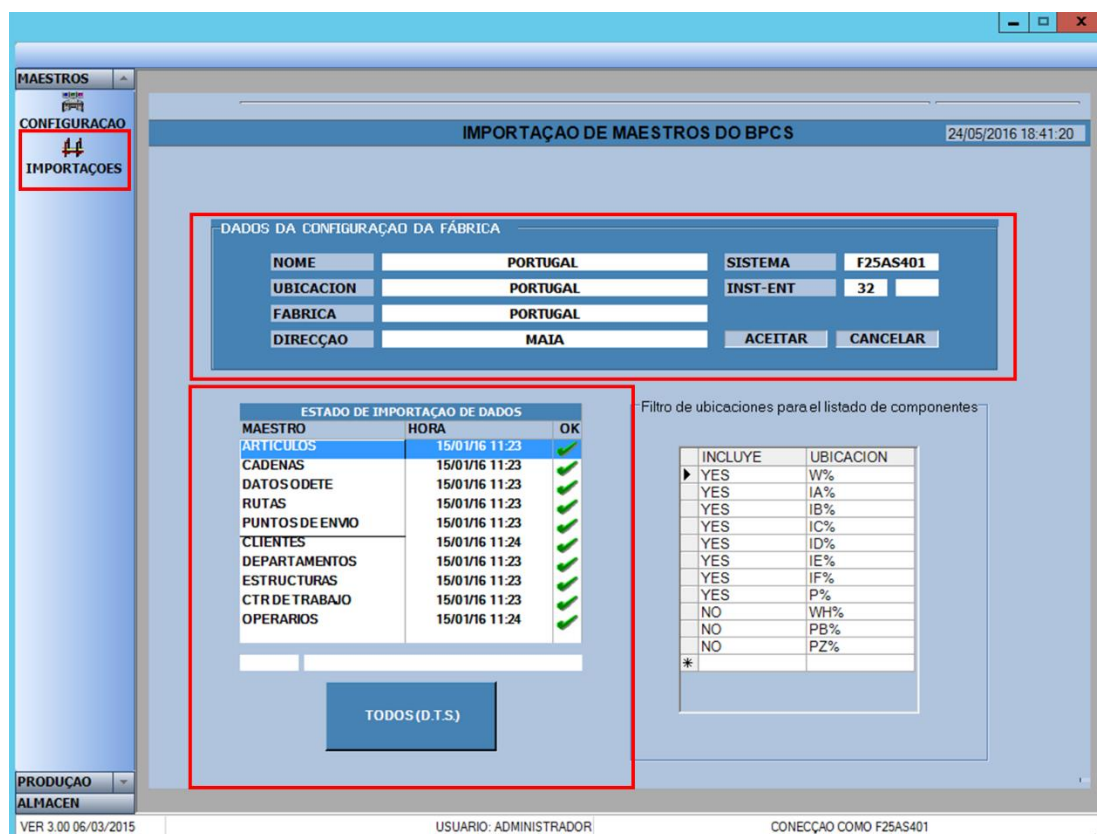 MAESTROS
CONFIGURAÇAO
IMPORTAÇOES
IMPORTAÇAO DE MAESTROS DO BPCS
24/05/2016 18:41:20
DADOS DA CONFIGURAÇAO DA FÁBRICA
NOME PORTUGAL SISTEMA F25AS401
UBICACION PORTUGAL INST-ENT 32
FABRICA PORTUGAL
DIRECÇAO MAIA ACEITAR CANCELAR
ESTADO DE IMPORTAÇAO DE DADOS
MAESTRO HORA OK
ARTICULOS 15/01/16 11:23
CADENAS 15/01/16 11:23
DATOS ODETE 15/01/16 11:23
RUTAS 15/01/16 11:23
PUNTOS DE ENVIO 15/01/16 11:23
CLIENTES 15/01/16 11:24
DEPARTAMENTOS 15/01/16 11:23
ESTRUCTURAS 15/01/16 11:23
CTR DE TRABAJO 15/01/16 11:23
OPERARIOS 15/01/16 11:24
TODOS (D.T.S.)
Filtro de ubicaciones para el listado de componentes
INCLUYE UBICACION
YES W%
YES IA%
YES IB%
YES IC%
YES ID%
YES IE%
YES IF%
YES P%
NO WH%
NO PB%
NO PZ%
PRODUÇAO
ALMACEN
VER 3.00 06/03/2015 USUARIO: ADMINISTRADOR CONECÇAO COMO F25AS401